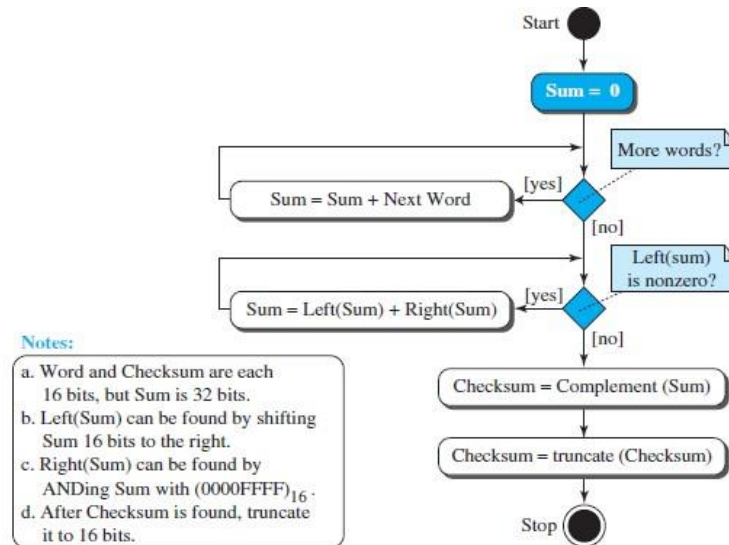 Start
Sum = 0
More words?
[yes]
Sum = Sum + Next Word
[no]
Left(sum)
is nonzero?
[yes]
Sum = Left(Sum) + Right(Sum)
[no]
Notes:
a. Word and Checksum are each
16 bits, but Sum is 32 bits.
b. Left(Sum) can be found by shifting
Sum 16 bits to the right.
c. Right(Sum) can be found by
ANDing Sum with (0000FFFF)16 .
d. After Checksum is found, truncate
it to 16 bits.
Checksum = Complement (Sum)
Checksum = truncate (Checksum)
Stop